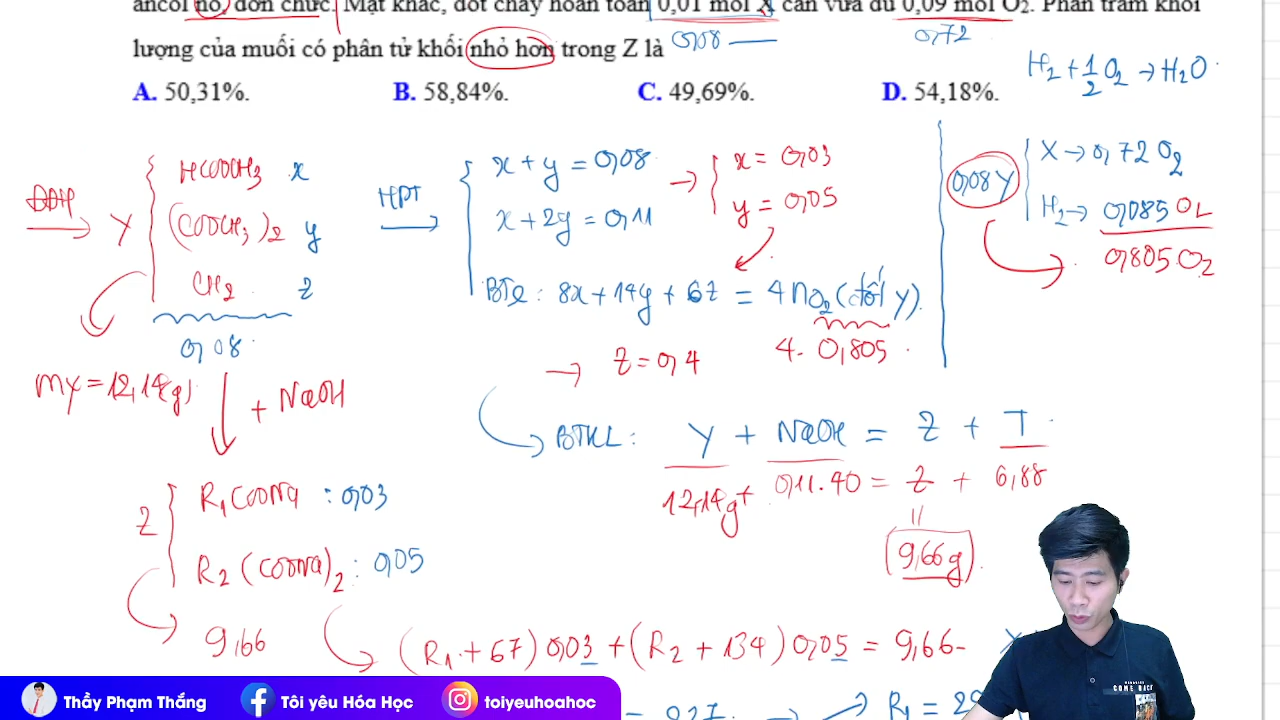 ancol no, đơn chức. Mặt khác, đốt cháy hoàn toàn 0,01 mol X cần vừa đủ 0,09 mol O₂. Phần trăm khối
0,08
0,72
lượng của muối có phân tử khối nhỏ hơn trong Z là
H₂ + 1/2 O₂ → H₂O
A. 50,31%. B. 58,84%. C. 49,69%. D. 54,18%.
ĐĐH → Y
HCOOCH₃ x
(COOCH₃)₂ y
CH₂ z
0,08
mY = 12,14(g)
+ NaOH
HPT →
x + y = 0,08
x + 2y = 0,11
→ x = 0,03
y = 0,05
BTe: 8x + 14y + 6z = 4 nO₂ (đốt Y).
4. 0,805
→ z = 0,4
0,08 Y
X → 0,72 O₂
H₂ → 0,085 O₂
0,805 O₂
BTKL: Y + NaOH = Z + T
12,14g + 0,11.40 = Z + 6,88
9,66g
Z
R₁COONa : 0,03
R₂(COONa)₂ : 0,05
9,66
(R₁ + 67) 0,03 + (R₂ + 134) 0,05 = 9,66
R₁ = 29
Thầy Phạm Thắng
Tôi yêu Hóa Học
toiyeuhoahoc
COME BACK